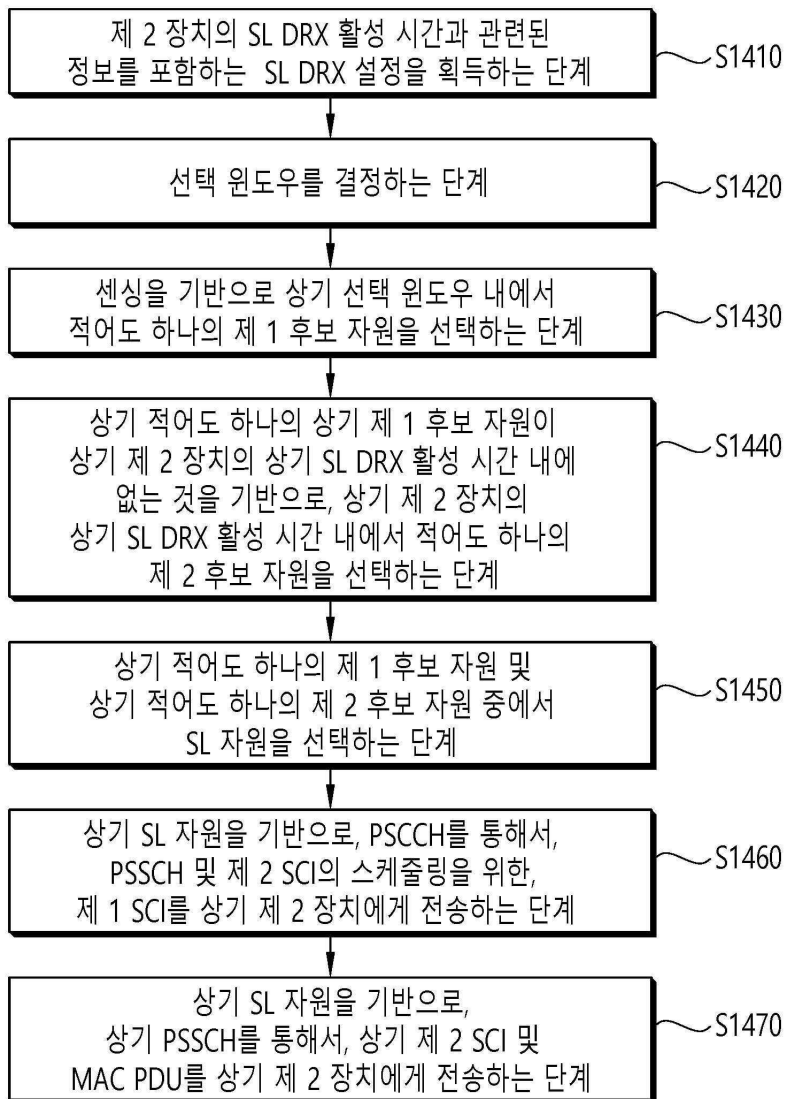 제 2 장치의 SL DRX 활성 시간과 관련된
정보를 포함하는 SL DRX 설정을 획득하는 단계
S1410
선택 윈도우를 결정하는 단계
S1420
센싱을 기반으로 상기 선택 윈도우 내에서
적어도 하나의 제 1 후보 자원을 선택하는 단계
S1430
상기 적어도 하나의 상기 제 1 후보 자원이
상기 제 2 장치의 상기 SL DRX 활성 시간 내에
없는 것을 기반으로, 상기 제 2 장치의
상기 SL DRX 활성 시간 내에서 적어도 하나의
제 2 후보 자원을 선택하는 단계
S1440
상기 적어도 하나의 제 1 후보 자원 및
상기 적어도 하나의 제 2 후보 자원 중에서
SL 자원을 선택하는 단계
S1450
상기 SL 자원을 기반으로, PSCCH를 통해서,
PSSCH 및 제 2 SCI의 스케줄링을 위한,
제 1 SCI를 상기 제 2 장치에게 전송하는 단계
S1460
상기 SL 자원을 기반으로,
상기 PSSCH를 통해서, 상기 제 2 SCI 및
MAC PDU를 상기 제 2 장치에게 전송하는 단계
S1470